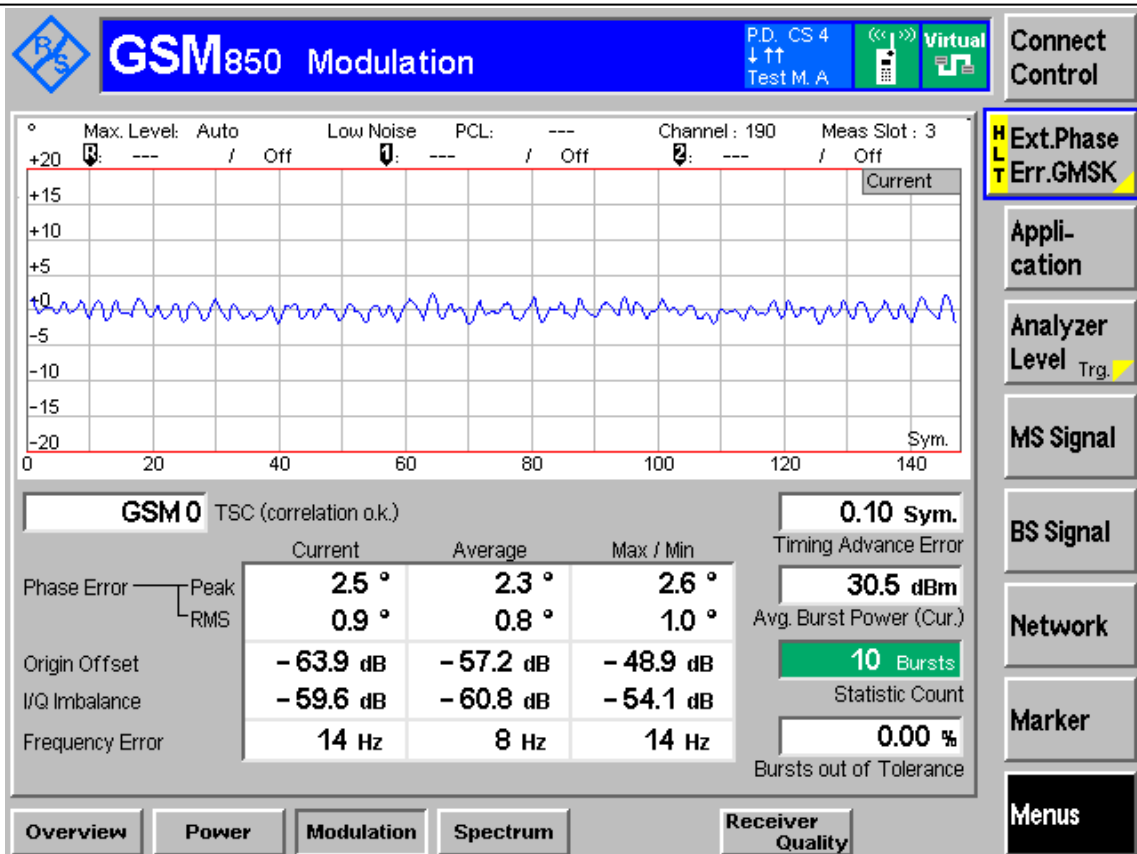 R/S GSM850 Modulation
P.D. CS 4
↓ ↑↑
Test M. A
Virtual
Connect
Control
° Max. Level: Auto Low Noise PCL: --- Channel : 190 Meas Slot : 3
R: --- / Off 1: --- / Off 2: --- / Off
Current
+20
+15
+10
+5
+0
-5
-10
-15
-20
Sym.
0 20 40 60 80 100 120 140
GSM 0 TSC (correlation o.k.)
Current Average Max / Min
Phase Error Peak 2.5 ° 2.3 ° 2.6 °
RMS 0.9 ° 0.8 ° 1.0 °
Origin Offset – 63.9 dB – 57.2 dB – 48.9 dB
I/Q Imbalance – 59.6 dB – 60.8 dB – 54.1 dB
Frequency Error 14 Hz 8 Hz 14 Hz
0.10 Sym.
Timing Advance Error
30.5 dBm
Avg. Burst Power (Cur.)
10 Bursts
Statistic Count
0.00 %
Bursts out of Tolerance
HLT
Ext.Phase
Err.GMSK
Appli-
cation
Analyzer
Level Trg.
MS Signal
BS Signal
Network
Marker
Menus
Overview Power Modulation Spectrum Receiver
Quality